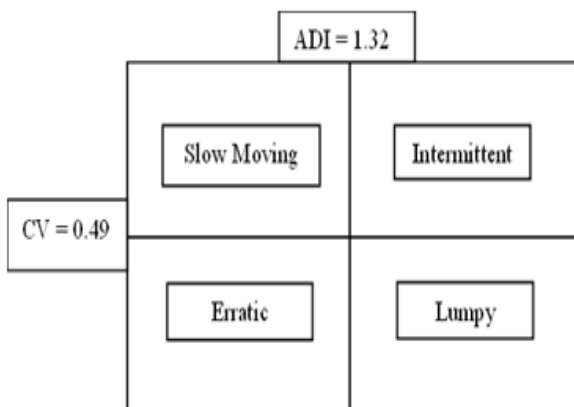 ADI = 1.32
Slow Moving
Intermittent
CV = 0.49
Erratic
Lumpy